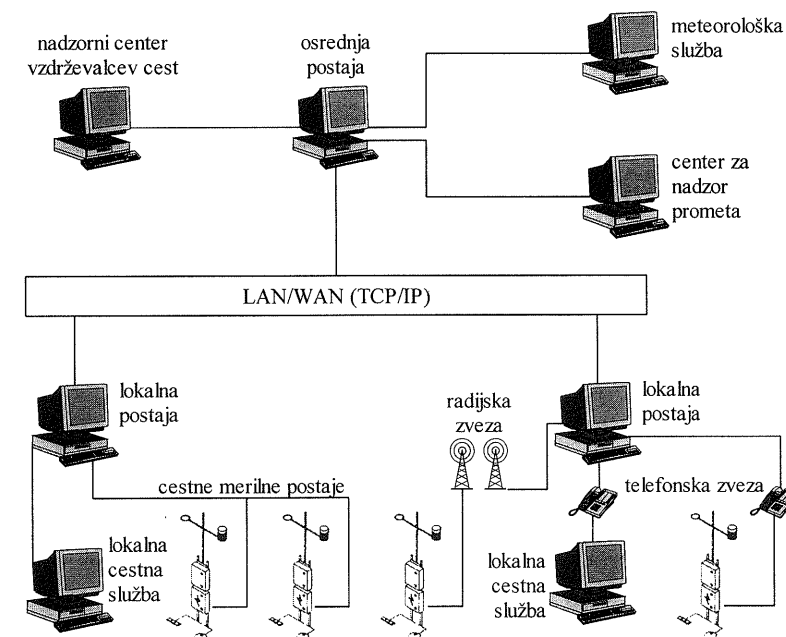 nadzorni center
vzdrževalcev cest
osrednja
postaja
meteorološka
služba
center za
nadzor
prometa
LAN/WAN (TCP/IP)
lokalna
postaja
radijska
zveza
lokalna
postaja
cestne merilne postaje
telefonska zveza
lokalna
cestna
služba
lokalna
cestna
služba